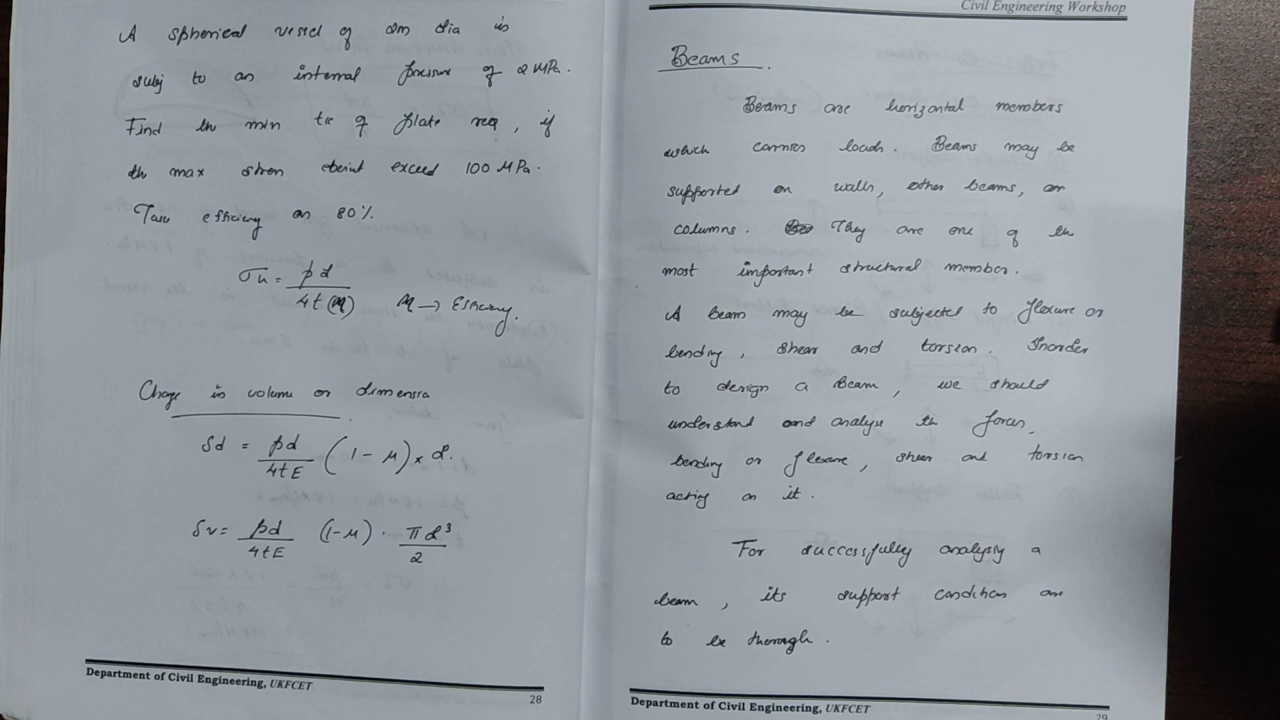 A spherical vessel of 2m dia is
subj to an internal pressure of 2 MPa.
Find the min tk of plate req, if
the max stress exceed 100 MPa.
Take efficiency as 80%.
σh = pd / 4t(η) η → Efficiency.
Change in volume or dimension
δd = pd / 4tE (1 - μ) × d.
δv = pd / 4tE (1-μ) · πd³ / 2
Department of Civil Engineering, UKFCET
28
Civil Engineering Workshop
Beams.
Beams are horizontal members
which carries loads. Beams may be
supported on walls, other beams, or
columns. They are one of the
most important structural member.
A beam may be subjected to flexure or
bending, shear and torsion. Inorder
to design a Beam, we should
understand and analyse the forces,
bending or flexure, shear and torsion
acting on it.
For successfully analysing a
beam, its support condition are
to be thorough.
Department of Civil Engineering, UKFCET
29